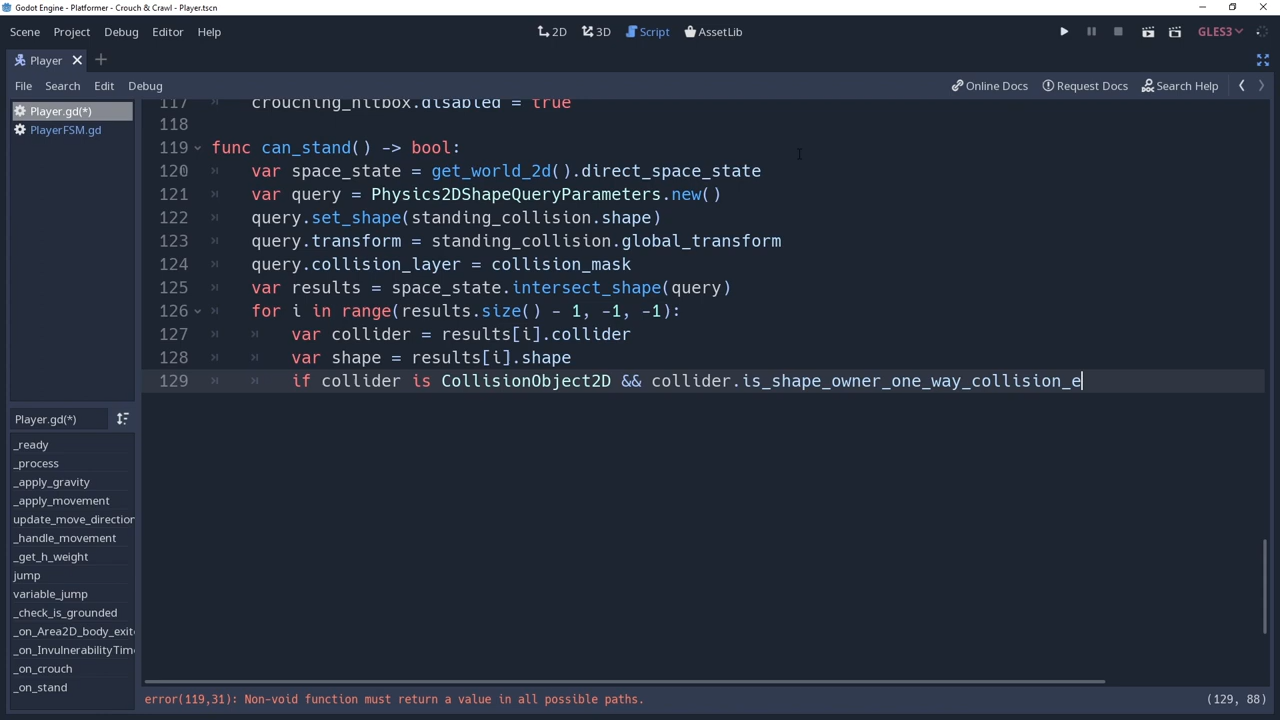 Godot Engine - Platformer - Crouch & Crawl - Player.tscn
Scene Project Debug Editor Help 2D 3D Script AssetLib GLES3
Player
File Search Edit Debug Online Docs Request Docs Search Help
Player.gd(*)
PlayerFSM.gd
117 crouching_hitbox.disabled = true
118
119 func can_stand() -> bool:
120 var space_state = get_world_2d().direct_space_state
121 var query = Physics2DShapeQueryParameters.new()
122 query.set_shape(standing_collision.shape)
123 query.transform = standing_collision.global_transform
124 query.collision_layer = collision_mask
125 var results = space_state.intersect_shape(query)
126 for i in range(results.size() - 1, -1, -1):
127 var collider = results[i].collider
128 var shape = results[i].shape
129 if collider is CollisionObject2D && collider.is_shape_owner_one_way_collision_e
Player.gd(*)
_ready
_process
_apply_gravity
_apply_movement
update_move_direction
_handle_movement
_get_h_weight
jump
variable_jump
_check_is_grounded
_on_Area2D_body_exit
_on_InvulnerabilityTim
_on_crouch
_on_stand
error(119,31): Non-void function must return a value in all possible paths.
(129, 88)